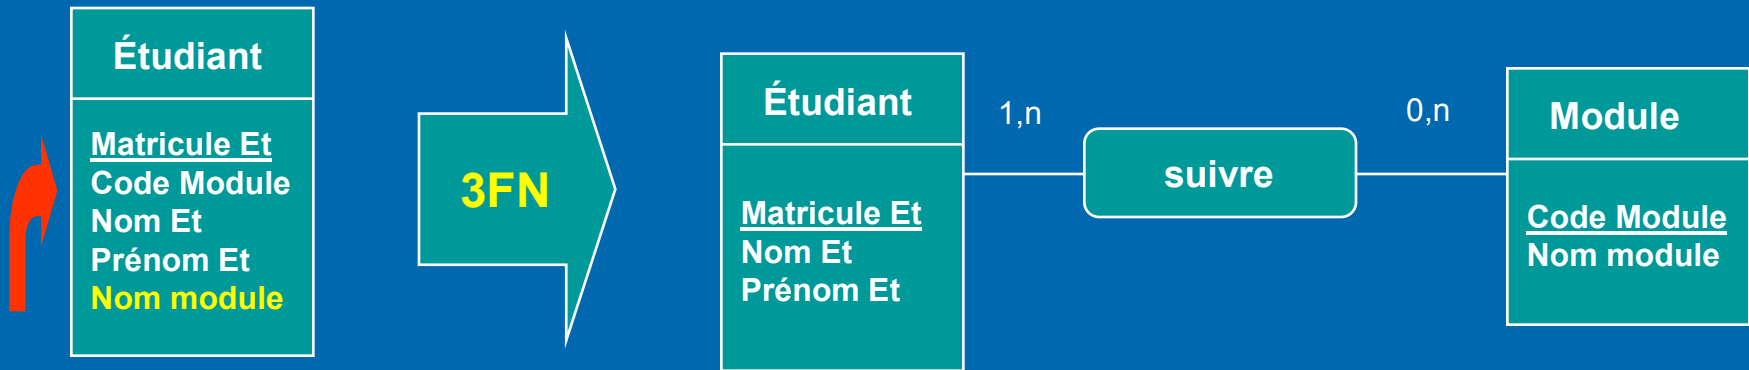 Étudiant
Matricule Et
Code Module
Nom Et
Prénom Et
Nom module
3FN
Étudiant
Matricule Et
Nom Et
Prénom Et
1,n
suivre
0,n
Module
Code Module
Nom module